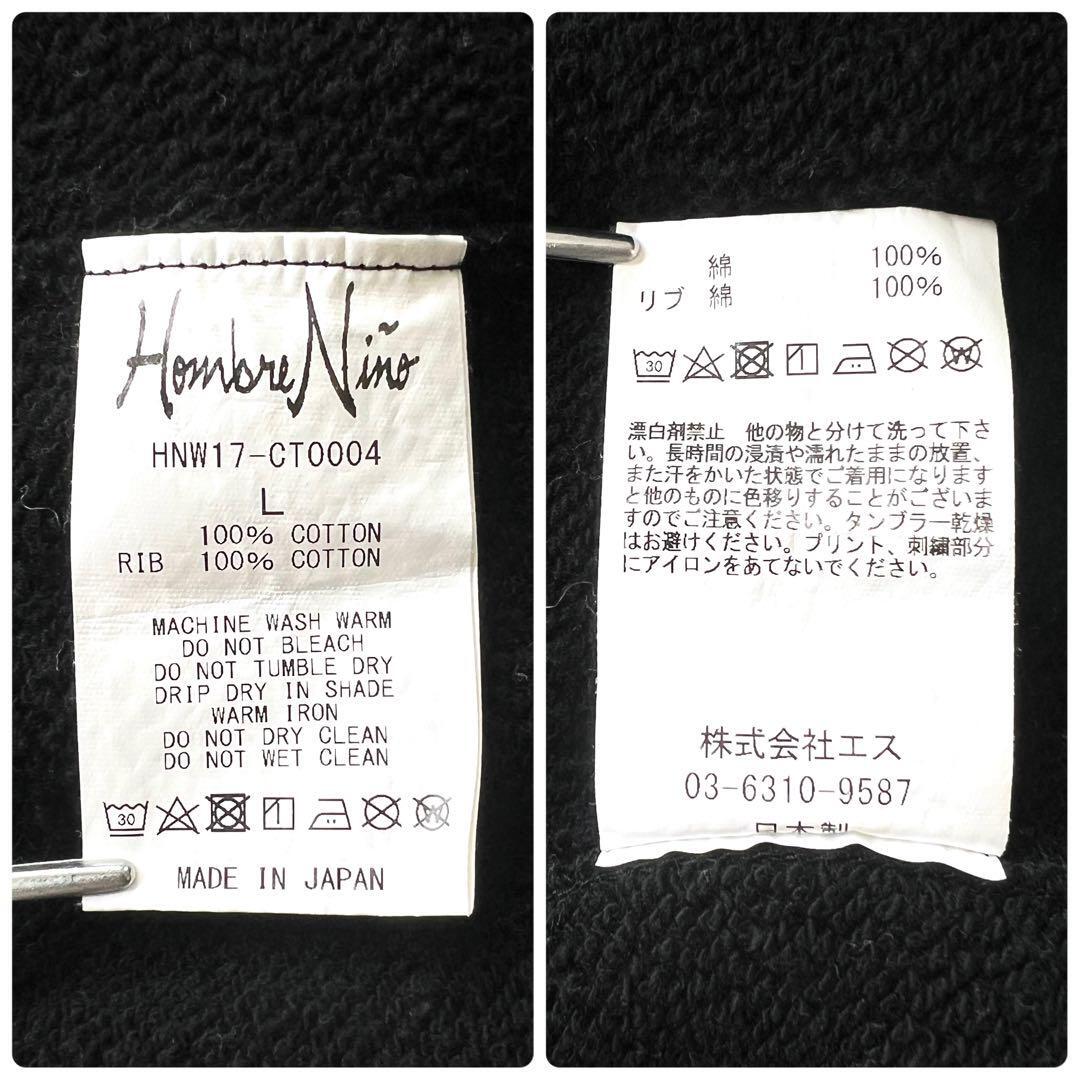 Hombre Niño
HNW17-CT0004
L
100% COTTON
RIB 100% COTTON
MACHINE WASH WARM
DO NOT BLEACH
DO NOT TUMBLE DRY
DRIP DRY IN SHADE
WARM IRON
DO NOT DRY CLEAN
DO NOT WET CLEAN
30 W
MADE IN JAPAN
綿 100%
リブ 綿 100%
30 W
漂白剤禁止 他の物と分けて洗って下さ
い。長時間の浸漬や濡れたままの放置、
また汗をかいた状態でご着用になります
と他のものに色移りすることがございま
すのでご注意ください。タンブラー乾燥
はお避けください。プリント、刺繍部分
にアイロンをあてないでください。
株式会社エス
03-6310-9587
日本製